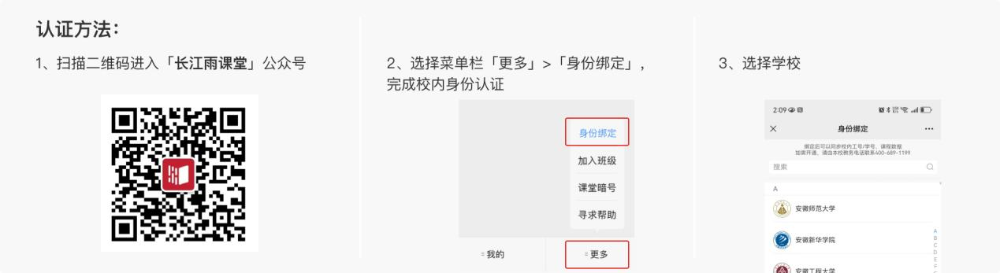 认证方法：
1、扫描二维码进入「长江雨课堂」公众号
2、选择菜单栏「更多」>「身份绑定」，
完成校内身份认证
身份绑定
加入班级
课堂暗号
寻求帮助
我的
更多
3、选择学校
2:09
身份绑定
绑定后可以同步校内工号/学号、课程数据
如需开通，请由本校教务电话联系400-689-1199
搜索
A
安徽师范大学
安徽新华学院
安徽工程大学
A
B
C
D
E
F